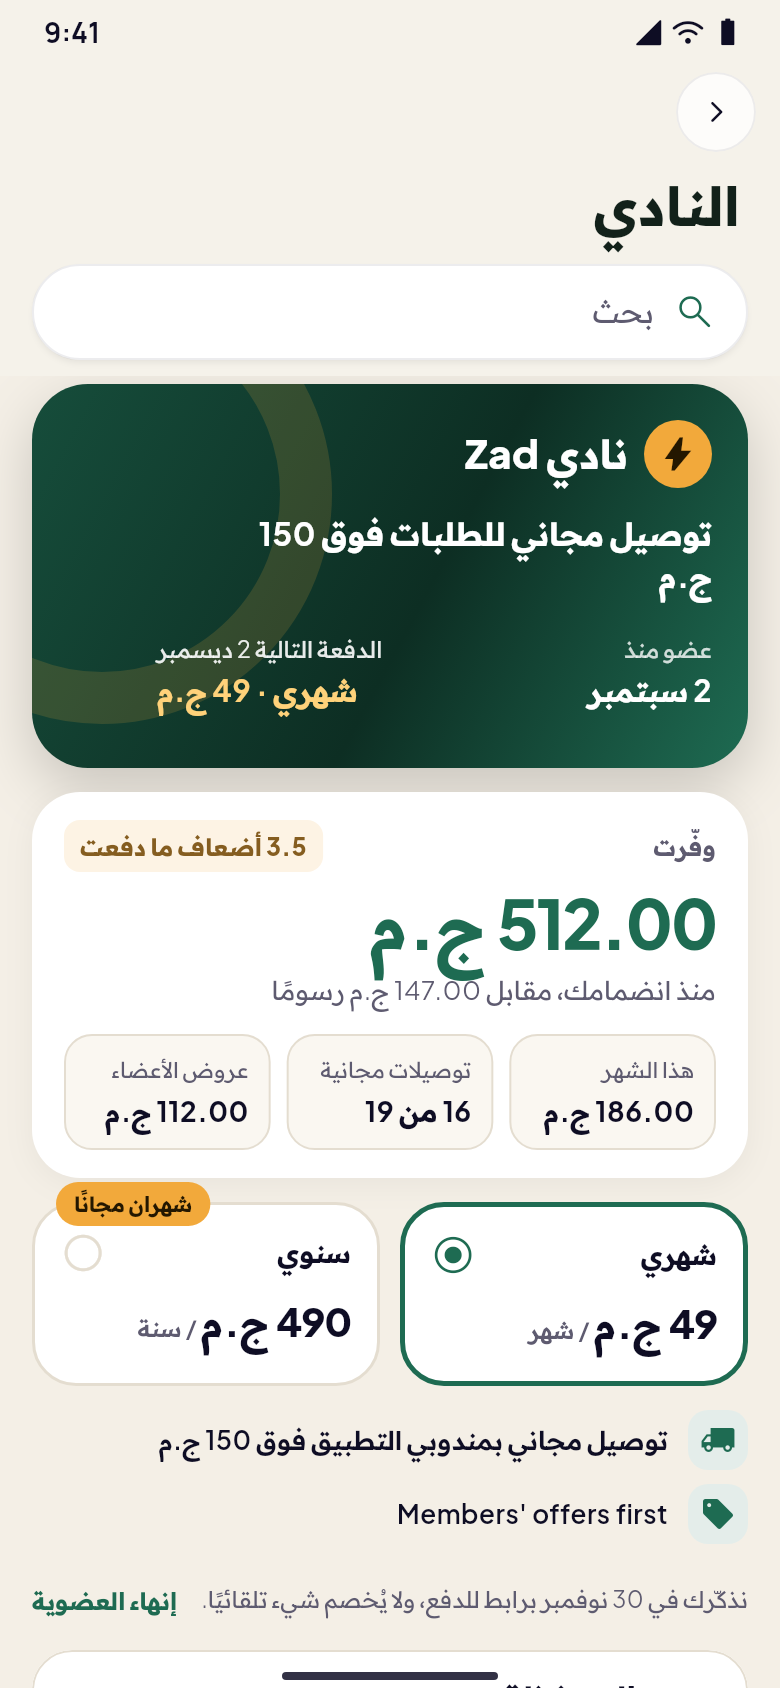 9:41
النادي
بحث
نادي Zad
توصيل مجاني للطلبات فوق 150
ج.م
عضو منذ
2 سبتمبر
الدفعة التالية 2 ديسمبر
شهري · 49 ج.م
وفّرت
3.5 أضعاف ما دفعت
512.00 ج.م
منذ انضمامك، مقابل 147.00 ج.م رسومًا
هذا الشهر
186.00 ج.م
توصيلات مجانية
16 من 19
عروض الأعضاء
112.00 ج.م
شهري
49 ج.م / شهر
شهران مجانًا
سنوي
490 ج.م / سنة
توصيل مجاني بمندوبي التطبيق فوق 150 ج.م
Members' offers first
نذكّرك في 30 نوفمبر برابط للدفع، ولا يُخصم شيء تلقائيًا.
إنهاء العضوية